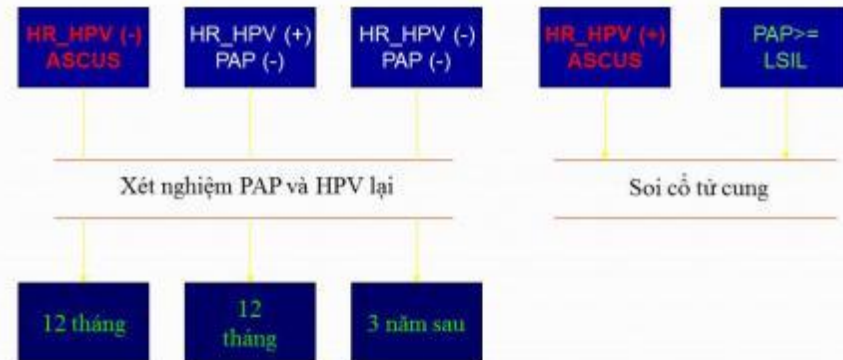 HR_HPV (-)
ASCUS
HR_HPV (+)
PAP (-)
HR_HPV (-)
PAP (-)
HR_HPV (+)
ASCUS
PAP>=
LSIL
Xét nghiệm PAP và HPV lại
Soi cổ tử cung
12 tháng
12
tháng
3 năm sau